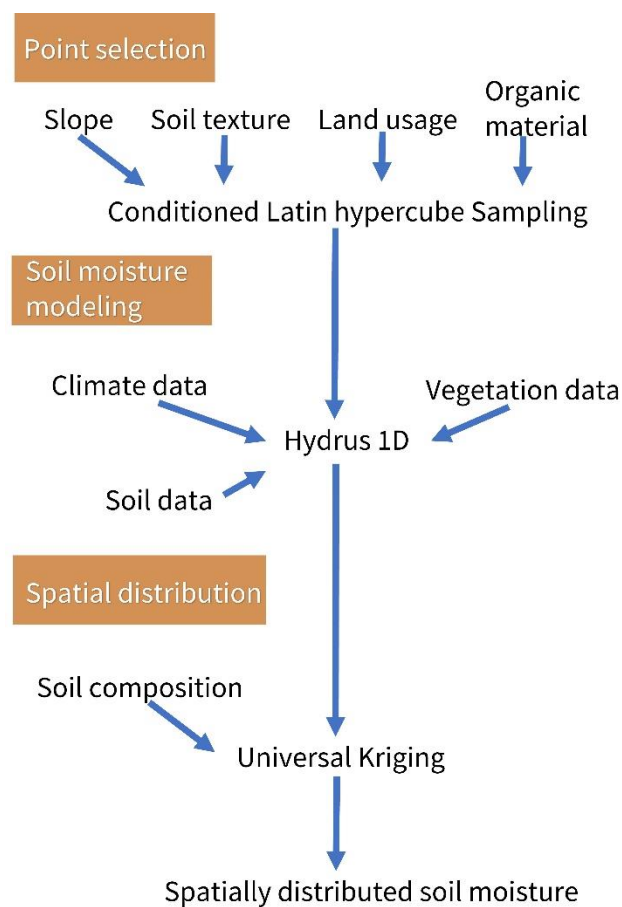 Point selection
Slope
Soil texture
Land usage
Organic
material
Conditioned Latin hypercube Sampling
Soil moisture
modeling
Climate data
Vegetation data
Hydrus 1D
Soil data
Spatial distribution
Soil composition
Universal Kriging
Spatially distributed soil moisture